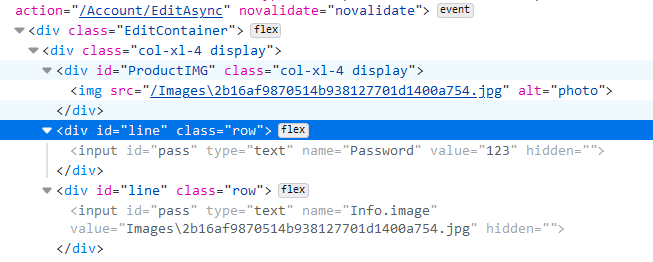 action="/Account/EditAsync" novalidate="novalidate"> event
<div class="EditContainer"> flex
<div class="col-xl-4 display">
<div id="ProductIMG" class="col-xl-4 display">
<img src="/Images\2b16af9870514b938127701d1400a754.jpg" alt="photo">
</div>
<div id="line" class="row"> flex
<input id="pass" type="text" name="Password" value="123" hidden="">
</div>
<div id="line" class="row"> flex
<input id="pass" type="text" name="Info.image"
value="Images\2b16af9870514b938127701d1400a754.jpg" hidden="">
</div>